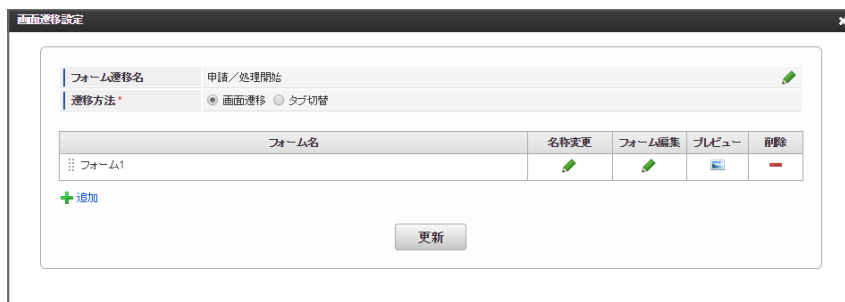 画面遷移設定
フォーム遷移名 申請／処理開始
遷移方法* 画面遷移 タブ切替
フォーム名 名称変更 フォーム編集 プレビュー 削除
フォーム1
追加
更新